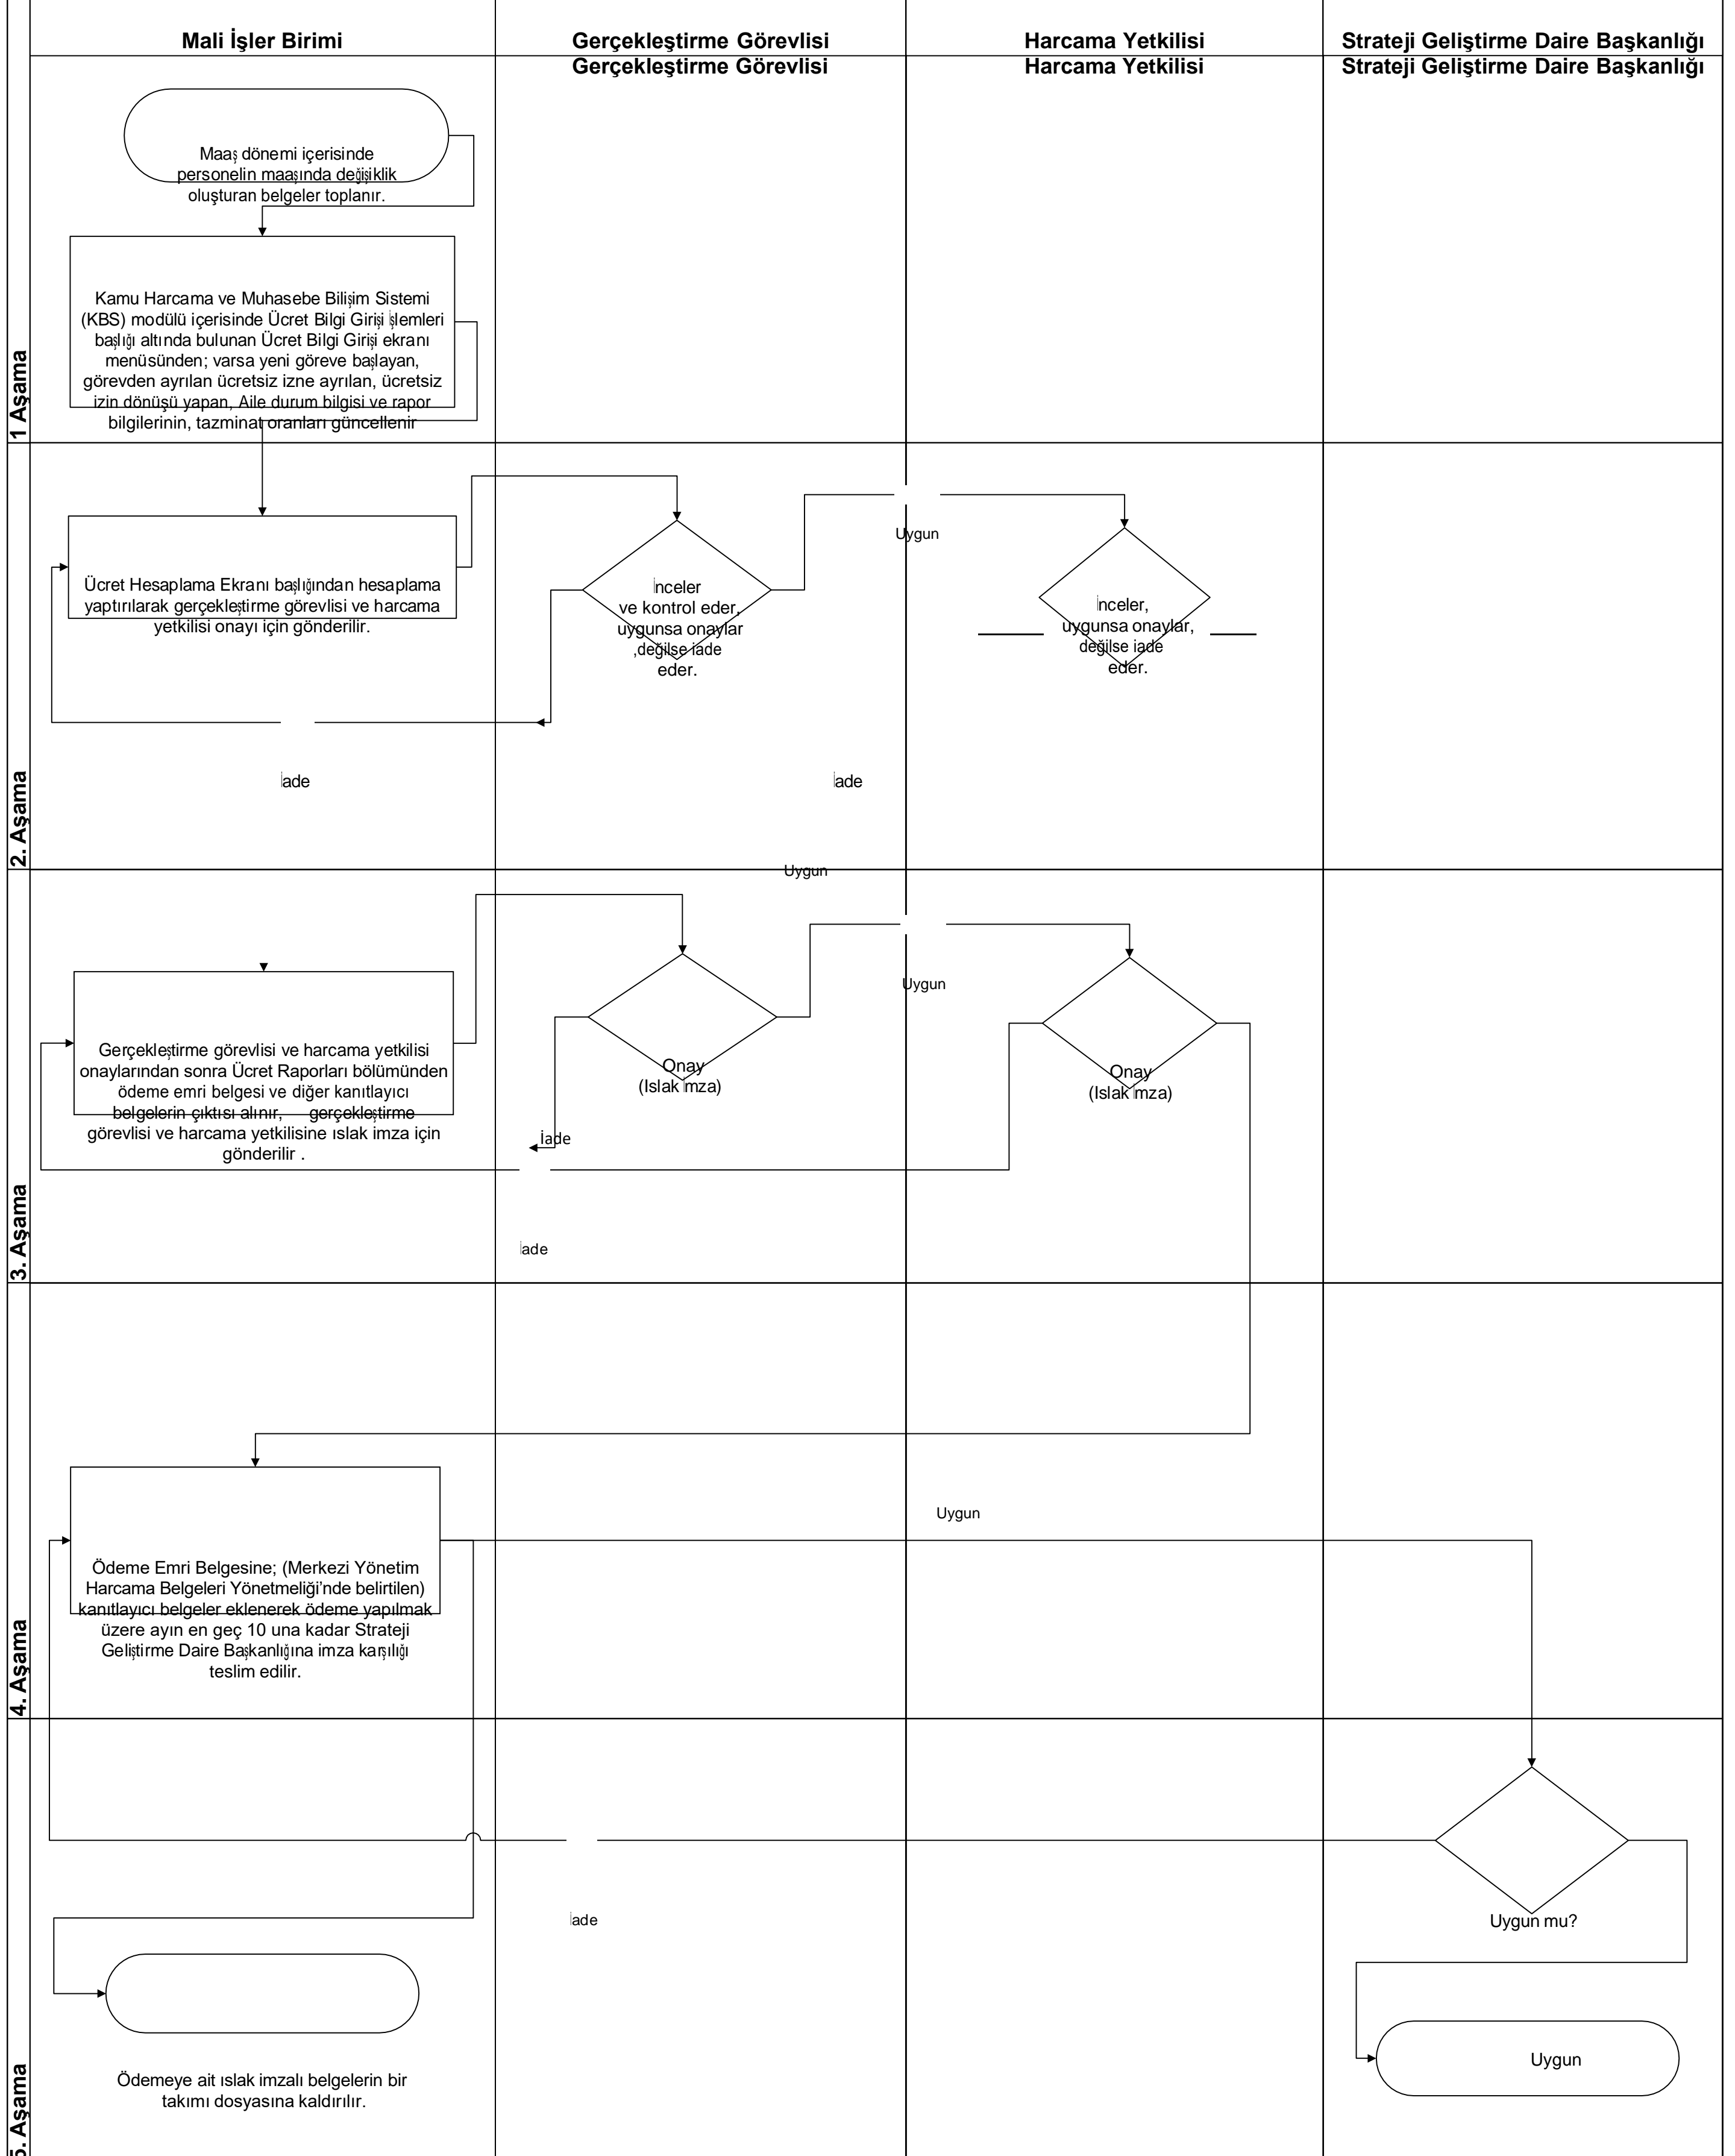 Mali İşler Birimi
Gerçekleştirme Görevlisi
Harcama Yetkilisi
Strateji Geliştirme Daire Başkanlığı
Gerçekleştirme Görevlisi
Harcama Yetkilisi
Strateji Geliştirme Daire Başkanlığı
1 Aşama
Maaş dönemi içerisinde
personelin maaşında değişiklik
oluşturan belgeler toplanır.
Kamu Harcama ve Muhasebe Bilişim Sistemi
(KBS) modülü içerisinde Ücret Bilgi Girişi İşlemleri
başlığı altında bulunan Ücret Bilgi Girişi ekranı
menüsünden; varsa yeni göreve başlayan,
görevden ayrılan ücretsiz izne ayrılan, ücretsiz
izin dönüşü yapan, Aile durum bilgisi ve rapor
bilgilerinin, tazminat oranları güncellenir
2. Aşama
Ücret Hesaplama Ekranı başlığından hesaplama
yaptırılarak gerçekleştirme görevlisi ve harcama
yetkilisi onayı için gönderilir.
İnceler
ve kontrol eder,
uygunsa onaylar
,değilse iade
eder.
Uygun
İnceler,
uygunsa onaylar,
değilse iade
eder.
İade
İade
Uygun
3. Aşama
Gerçekleştirme görevlisi ve harcama yetkilisi
onaylarından sonra Ücret Raporları bölümünden
ödeme emri belgesi ve diğer kanıtlayıcı
belgelerin çıktısı alınır, gerçekleştirme
görevlisi ve harcama yetkilisine ıslak imza için
gönderilir .
Onay
(Islak İmza)
Uygun
Onay
(Islak İmza)
İade
İade
4. Aşama
Uygun
Ödeme Emri Belgesine; (Merkezi Yönetim
Harcama Belgeleri Yönetmeliği’nde belirtilen)
kanıtlayıcı belgeler eklenerek ödeme yapılmak
üzere ayın en geç 10 una kadar Strateji
Geliştirme Daire Başkanlığına imza karşılığı
teslim edilir.
5. Aşama
İade
Uygun mu?
Uygun
Ödemeye ait ıslak imzalı belgelerin bir
takımı dosyasına kaldırılır.